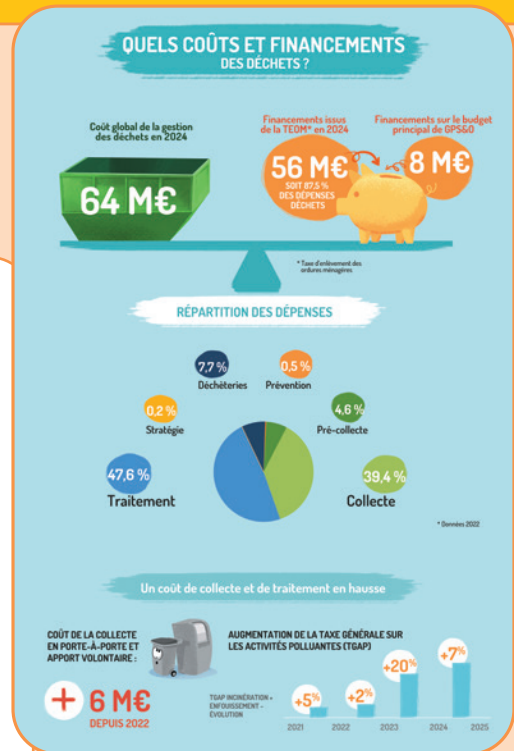 QUELS COÛTS ET FINANCEMENTS
DES DÉCHETS ?
Coût global de la gestion
des déchets en 2024
64 M€
Financements issus
de la TEOM* en 2024
56 M€
SOIT 87,5 %
DES DÉPENSES
DÉCHETS
Financements sur le budget
principal de GPS&O
8 M€
* Taxe d'enlèvement des
ordures ménagères
RÉPARTITION DES DÉPENSES
7,7 %
Déchèteries
0,5 %
Prévention
0,2 %
Stratégie
4,6 %
Pré-collecte
47,6 %
Traitement
39,4 %
Collecte
* Données 2022
Un coût de collecte et de traitement en hausse
COÛT DE LA COLLECTE
EN PORTE-À-PORTE ET
APPORT VOLONTAIRE :
+ 6 M€
DEPUIS 2022
AUGMENTATION DE LA TAXE GÉNÉRALE SUR
LES ACTIVITÉS POLLUANTES (TGAP)
TGAP INCINÉRATION +
ENFOUISSEMENT -
ÉVOLUTION
+5%
+2%
+20%
+7%
2021
2022
2023
2024
2025